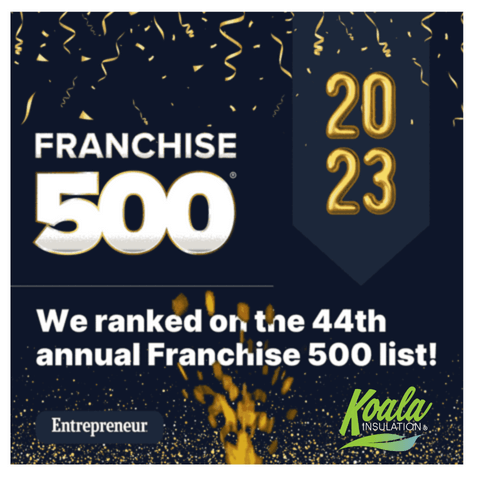 20
23
FRANCHISE
500®
We ranked on the 44th
annual Franchise 500 list!
Entrepreneur
Koala
INSULATION®